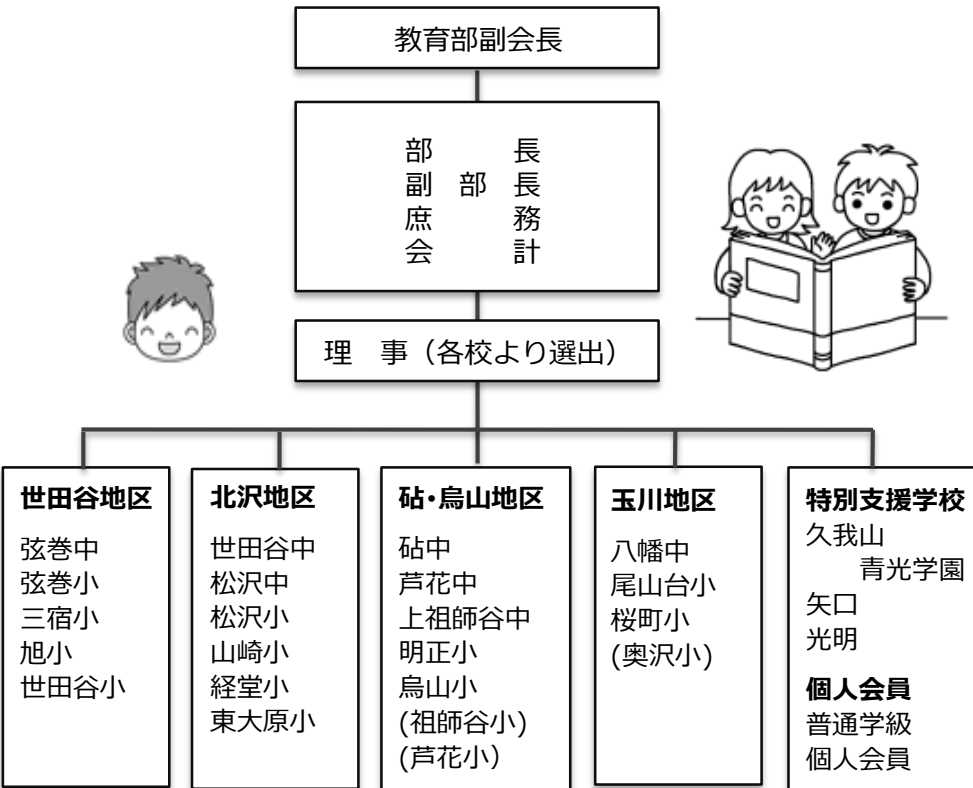 教育部副会長
部　　　長
副　部　長
庶　　　務
会　　　計
理　事（各校より選出）
世田谷地区
弦巻中
弦巻小
三宿小
旭小
世田谷小
北沢地区
世田谷中
松沢中
松沢小
山崎小
経堂小
東大原小
砧・烏山地区
砧中
芦花中
上祖師谷中
明正小
烏山小
(祖師谷小)
(芦花小）
玉川地区
八幡中
尾山台小
桜町小
(奥沢小)
特別支援学校
久我山
青光学園
矢口
光明
個人会員
普通学級
個人会員